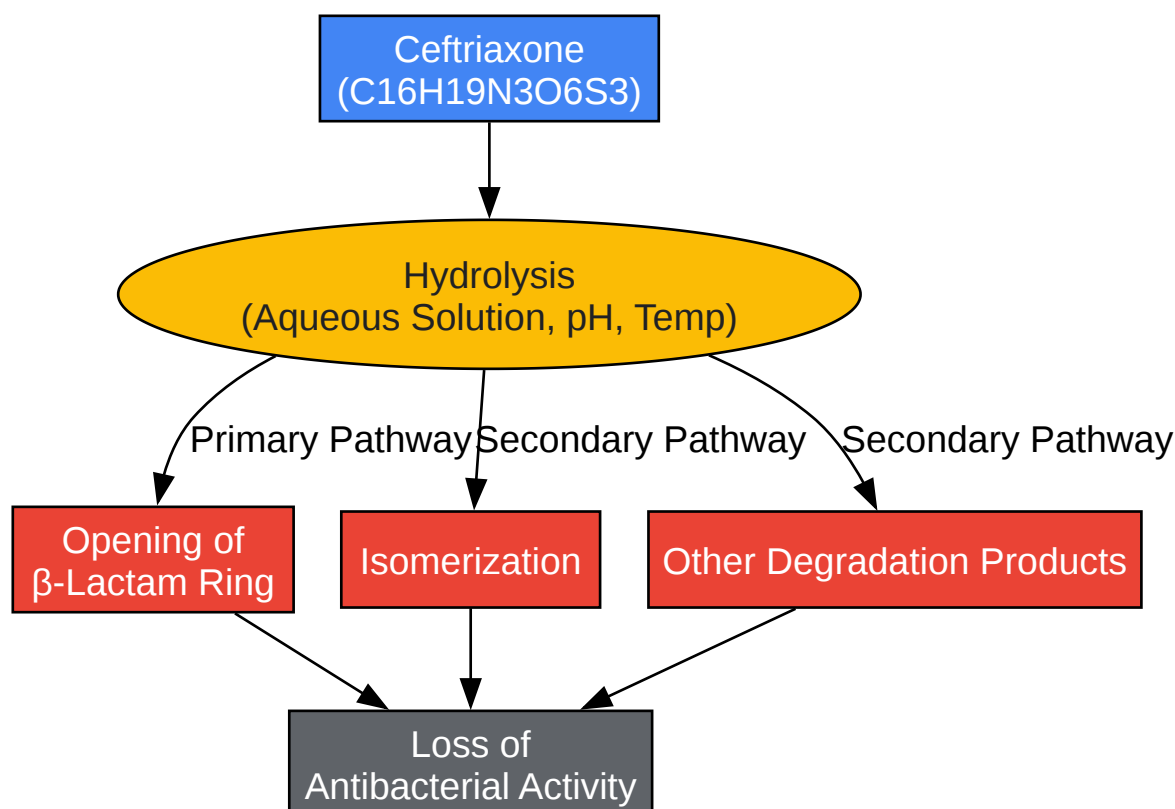 Ceftriaxone
(C16H19N3O6S3)
Hydrolysis
(Aqueous Solution, pH, Temp)
Primary Pathway
Secondary Pathway
Secondary Pathway
Opening of
β-Lactam Ring
Isomerization
Other Degradation Products
Loss of
Antibacterial Activity